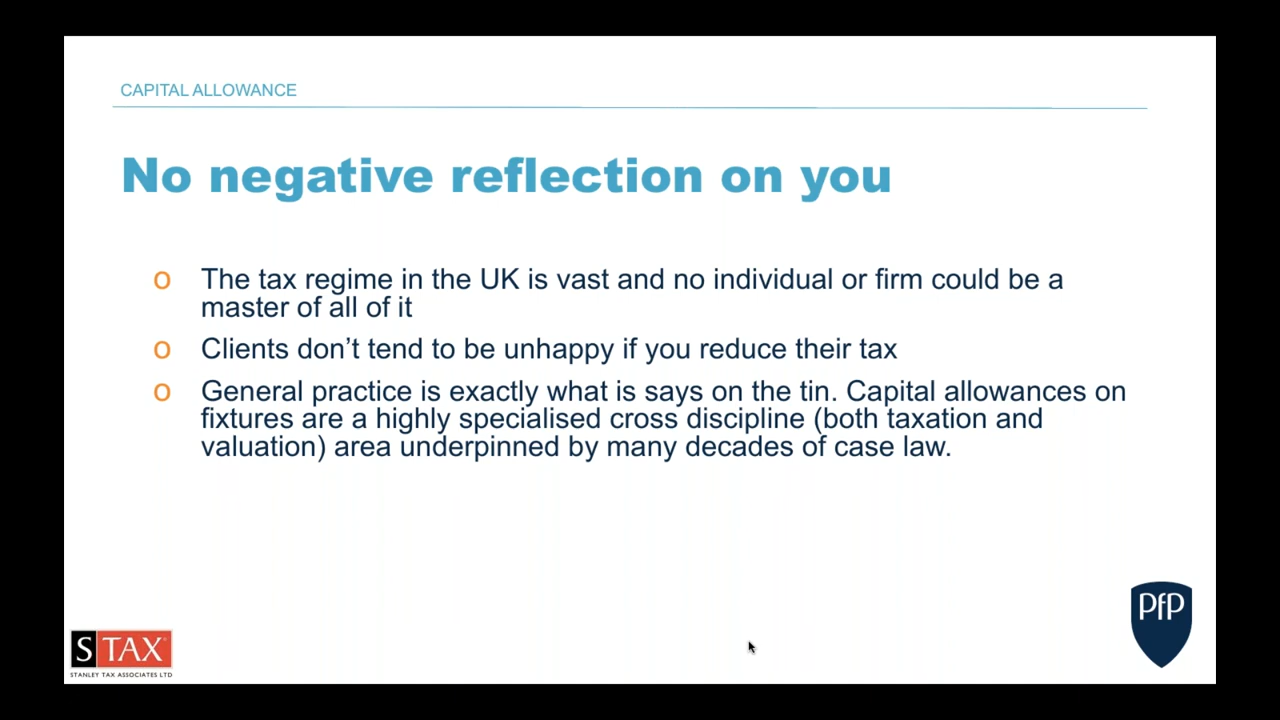 CAPITAL ALLOWANCE
No negative reflection on you
o The tax regime in the UK is vast and no individual or firm could be a
master of all of it
o Clients don’t tend to be unhappy if you reduce their tax
o General practice is exactly what is says on the tin. Capital allowances on
fixtures are a highly specialised cross discipline (both taxation and
valuation) area underpinned by many decades of case law.
PfP
STAX
STANLEY TAX ASSOCIATES LTD